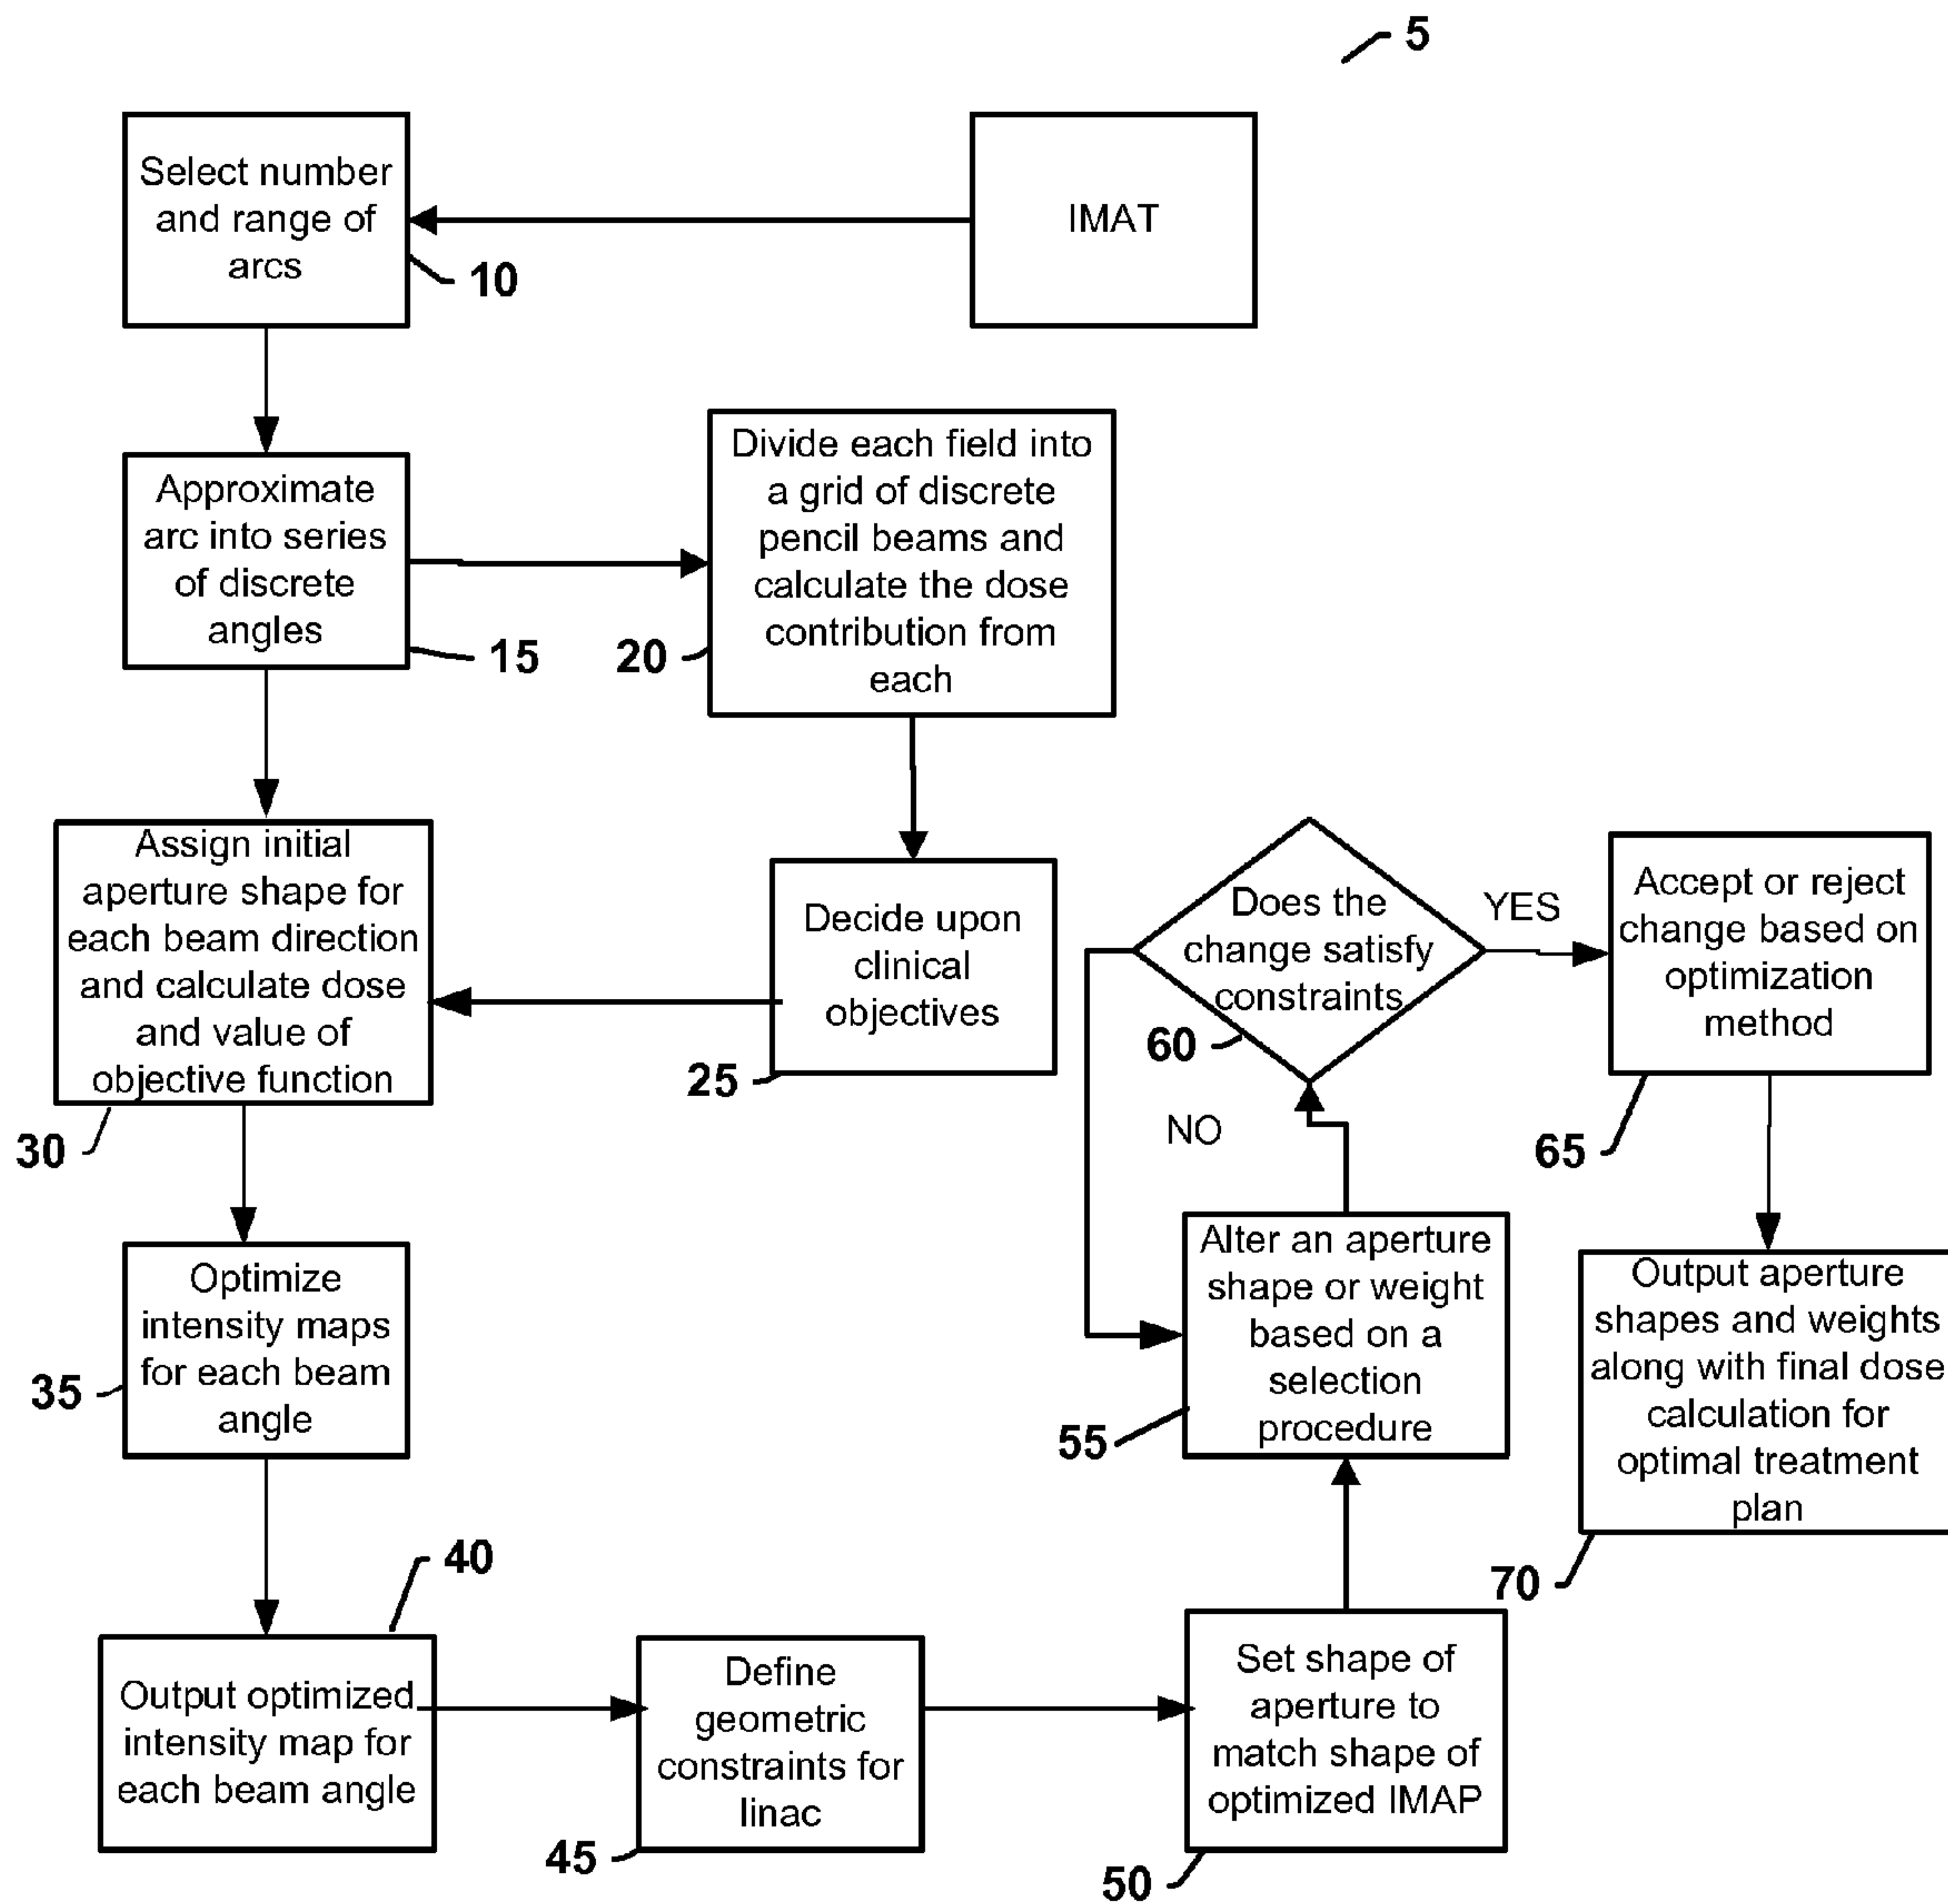 5
Select number
and range of
arcs
10
IMAT
Approximate
arc into series
of discrete
angles
15
Divide each field into
a grid of discrete
pencil beams and
calculate the dose
contribution from
each
20
Assign initial
aperture shape for
each beam direction
and calculate dose
and value of
objective function
30
Decide upon
clinical
objectives
25
Does the
change satisfy
constraints
60
YES
NO
Accept or reject
change based on
optimization
method
65
Optimize
intensity maps
for each beam
angle
35
Alter an aperture
shape or weight
based on a
selection
procedure
55
Output aperture
shapes and weights
along with final dose
calculation for
optimal treatment
plan
70
Output optimized
intensity map for
each beam angle
40
Define
geometric
constraints for
linac
45
Set shape of
aperture to
match shape of
optimized IMAP
50